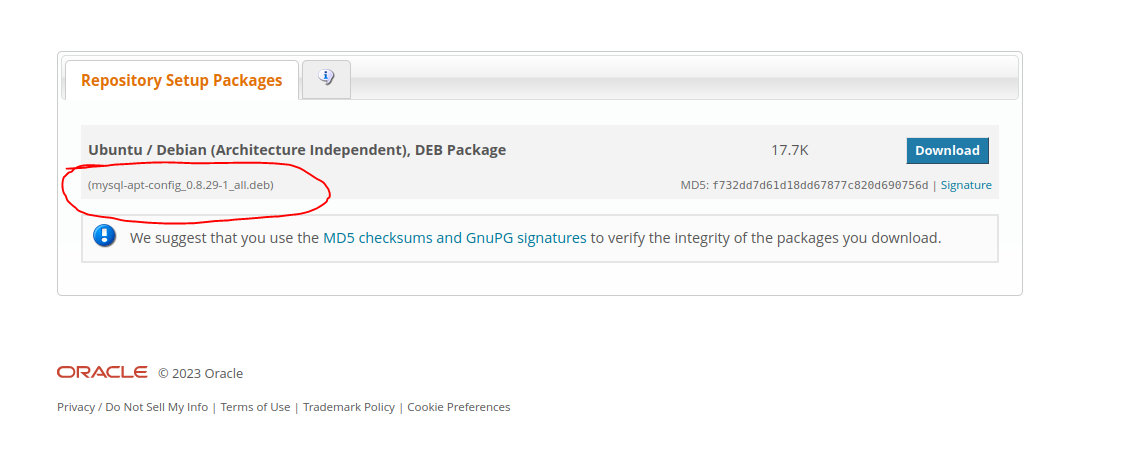 Repository Setup Packages
Ubuntu / Debian (Architecture Independent), DEB Package 17.7K Download
(mysql-apt-config_0.8.29-1_all.deb) MD5: f732dd7d61d18dd67877c820d690756d | Signature
We suggest that you use the MD5 checksums and GnuPG signatures to verify the integrity of the packages you download.
ORACLE © 2023 Oracle
Privacy / Do Not Sell My Info | Terms of Use | Trademark Policy | Cookie Preferences